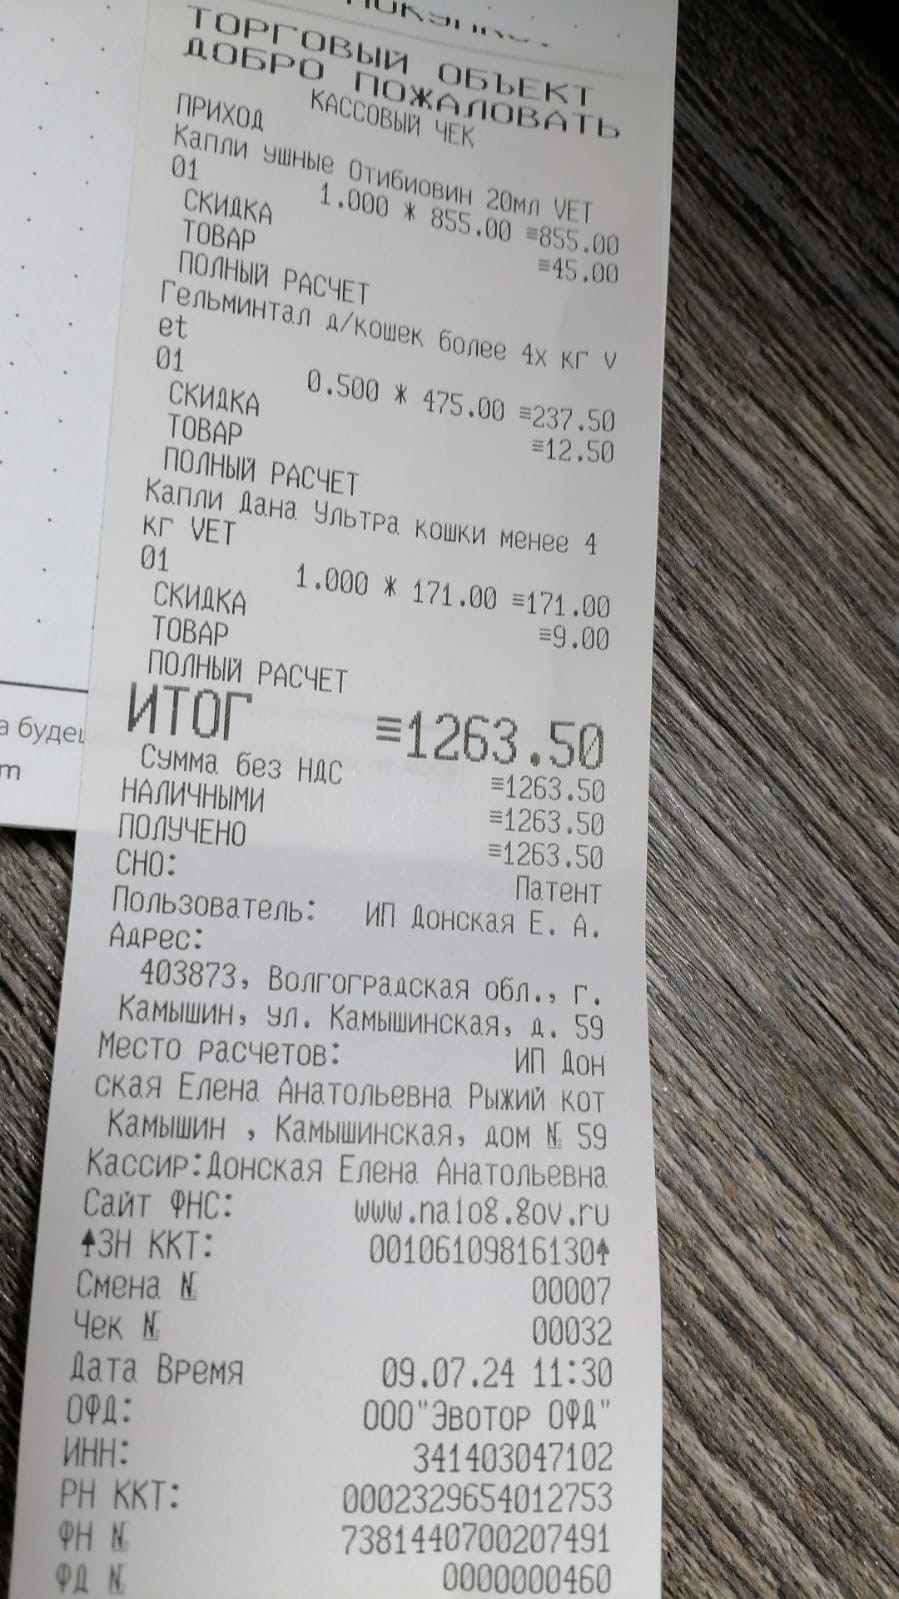 ТОРГОВЫЙ ОБЪЕКТ
ДОБРО ПОЖАЛОВАТЬ
КАССОВЫЙ ЧЕК
ПРИХОД
Капли ушные Отибиовин 20мл VET
01 1.000 * 855.00 ≡855.00
СКИДКА ≡45.00
ТОВАР
ПОЛНЫЙ РАСЧЕТ
Гельминтал д/кошек более 4х кг v
et
01 0.500 * 475.00 ≡237.50
СКИДКА ≡12.50
ТОВАР
ПОЛНЫЙ РАСЧЕТ
Капли Дана Ультра кошки менее 4
кг VET
01 1.000 * 171.00 ≡171.00
СКИДКА ≡9.00
ТОВАР
ПОЛНЫЙ РАСЧЕТ
ИТОГ ≡1263.50
Сумма без НДС ≡1263.50
НАЛИЧНЫМИ ≡1263.50
ПОЛУЧЕНО ≡1263.50
СНО: Патент
Пользователь: ИП Донская Е. А.
Адрес:
403873, Волгоградская обл., г.
Камышин, ул. Камышинская, д. 59
Место расчетов: ИП Дон
ская Елена Анатольевна Рыжий кот
Камышин , Камышинская, дом № 59
Кассир:Донская Елена Анатольевна
Сайт ФНС: www.nalog.gov.ru
↑ЗН ККТ: 00106109816130↑
Смена № 00007
Чек № 00032
Дата Время 09.07.24 11:30
ОФД: ООО"Эвотор ОФД"
ИНН: 341403047102
РН ККТ: 0002329654012753
ФН № 7381440700207491
ФД № 0000000460